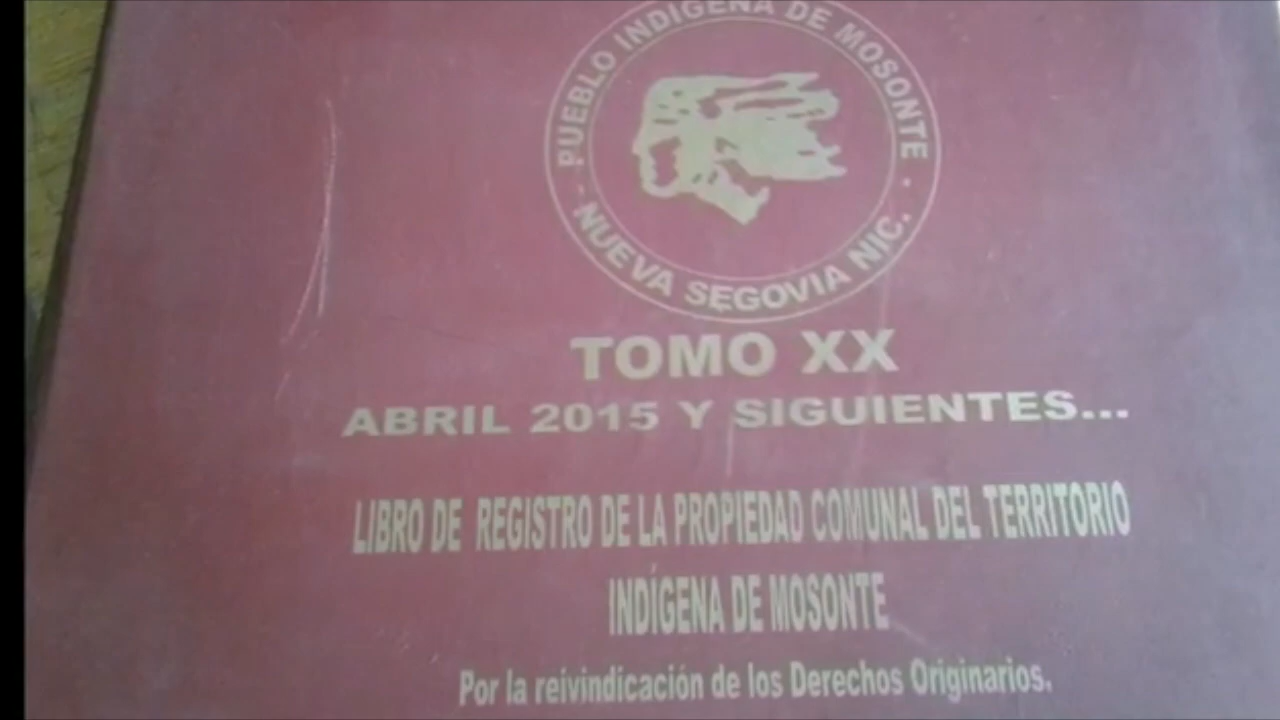 PUEBLO INDIGENA DE MOSONTE
· NUEVA SEGOVIA NIC. ·
TOMO XX
ABRIL 2015 Y SIGUIENTES...
LIBRO DE REGISTRO DE LA PROPIEDAD COMUNAL DEL TERRITORIO
INDÍGENA DE MOSONTE
Por la reivindicación de los Derechos Originarios.